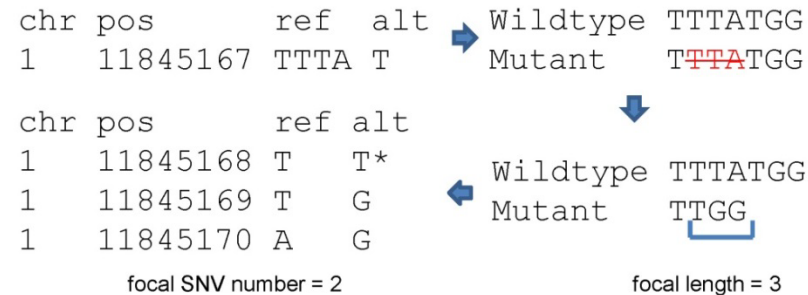 chr pos ref alt
1 11845167 TTTA T
Wildtype TTTATGG
Mutant TTTATGG
Wildtype TTTATGG
Mutant TTGG
focal length = 3
chr pos ref alt
1 11845168 T T*
1 11845169 T G
1 11845170 A G
focal SNV number = 2